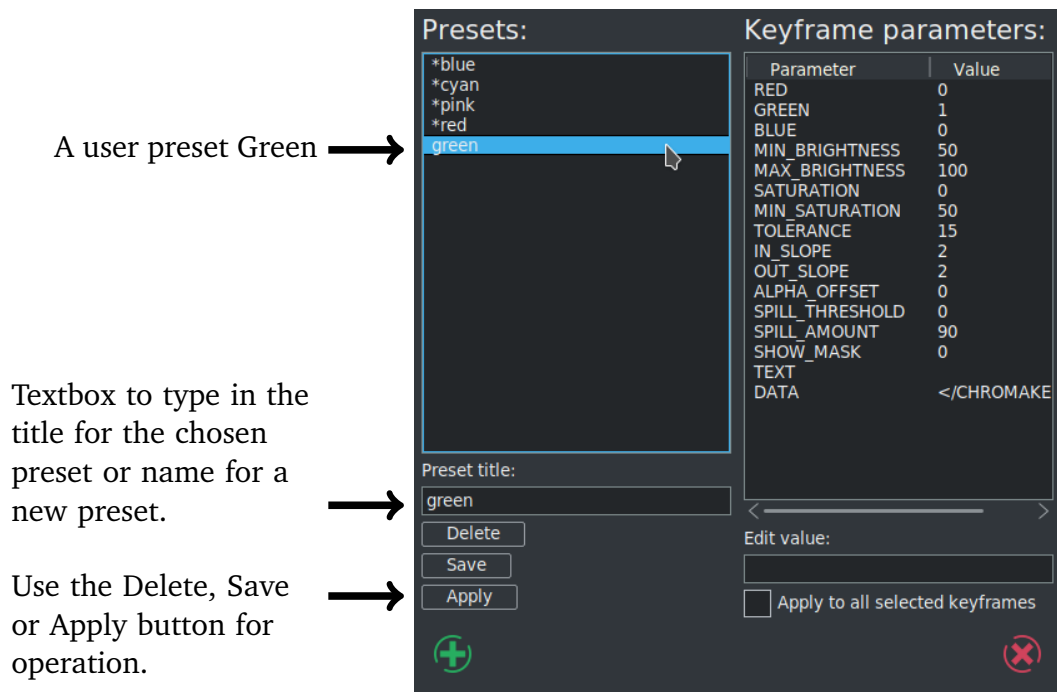 Presets:
*blue
*cyan
*pink
*red
green
A user preset Green
Textbox to type in the
title for the chosen
preset or name for a
new preset.
Preset title:
green
Use the Delete, Save
or Apply button for
operation.
Delete
Save
Apply
Keyframe parameters:
Parameter Value
RED 0
GREEN 1
BLUE 0
MIN_BRIGHTNESS 50
MAX_BRIGHTNESS 100
SATURATION 0
MIN_SATURATION 50
TOLERANCE 15
IN_SLOPE 2
OUT_SLOPE 2
ALPHA_OFFSET 0
SPILL_THRESHOLD 0
SPILL_AMOUNT 90
SHOW_MASK 0
TEXT
DATA </CHROMAKE
Edit value:
Apply to all selected keyframes